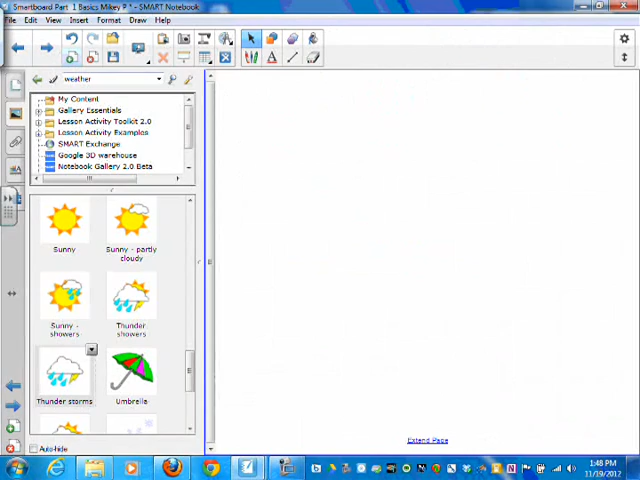 Smartboard Part 1 Basics Mikey P * - SMART Notebook
File Edit View Insert Format Draw Help
weather
My Content
Gallery Essentials
Lesson Activity Toolkit 2.0
Lesson Activity Examples
SMART Exchange
Google 3D warehouse
Notebook Gallery 2.0 Beta
Sunny
Sunny - partly cloudy
Sunny - showers
Thunder showers
Thunder storms
Umbrella
Extend Page
Auto-hide
1:48 PM
11/19/2012